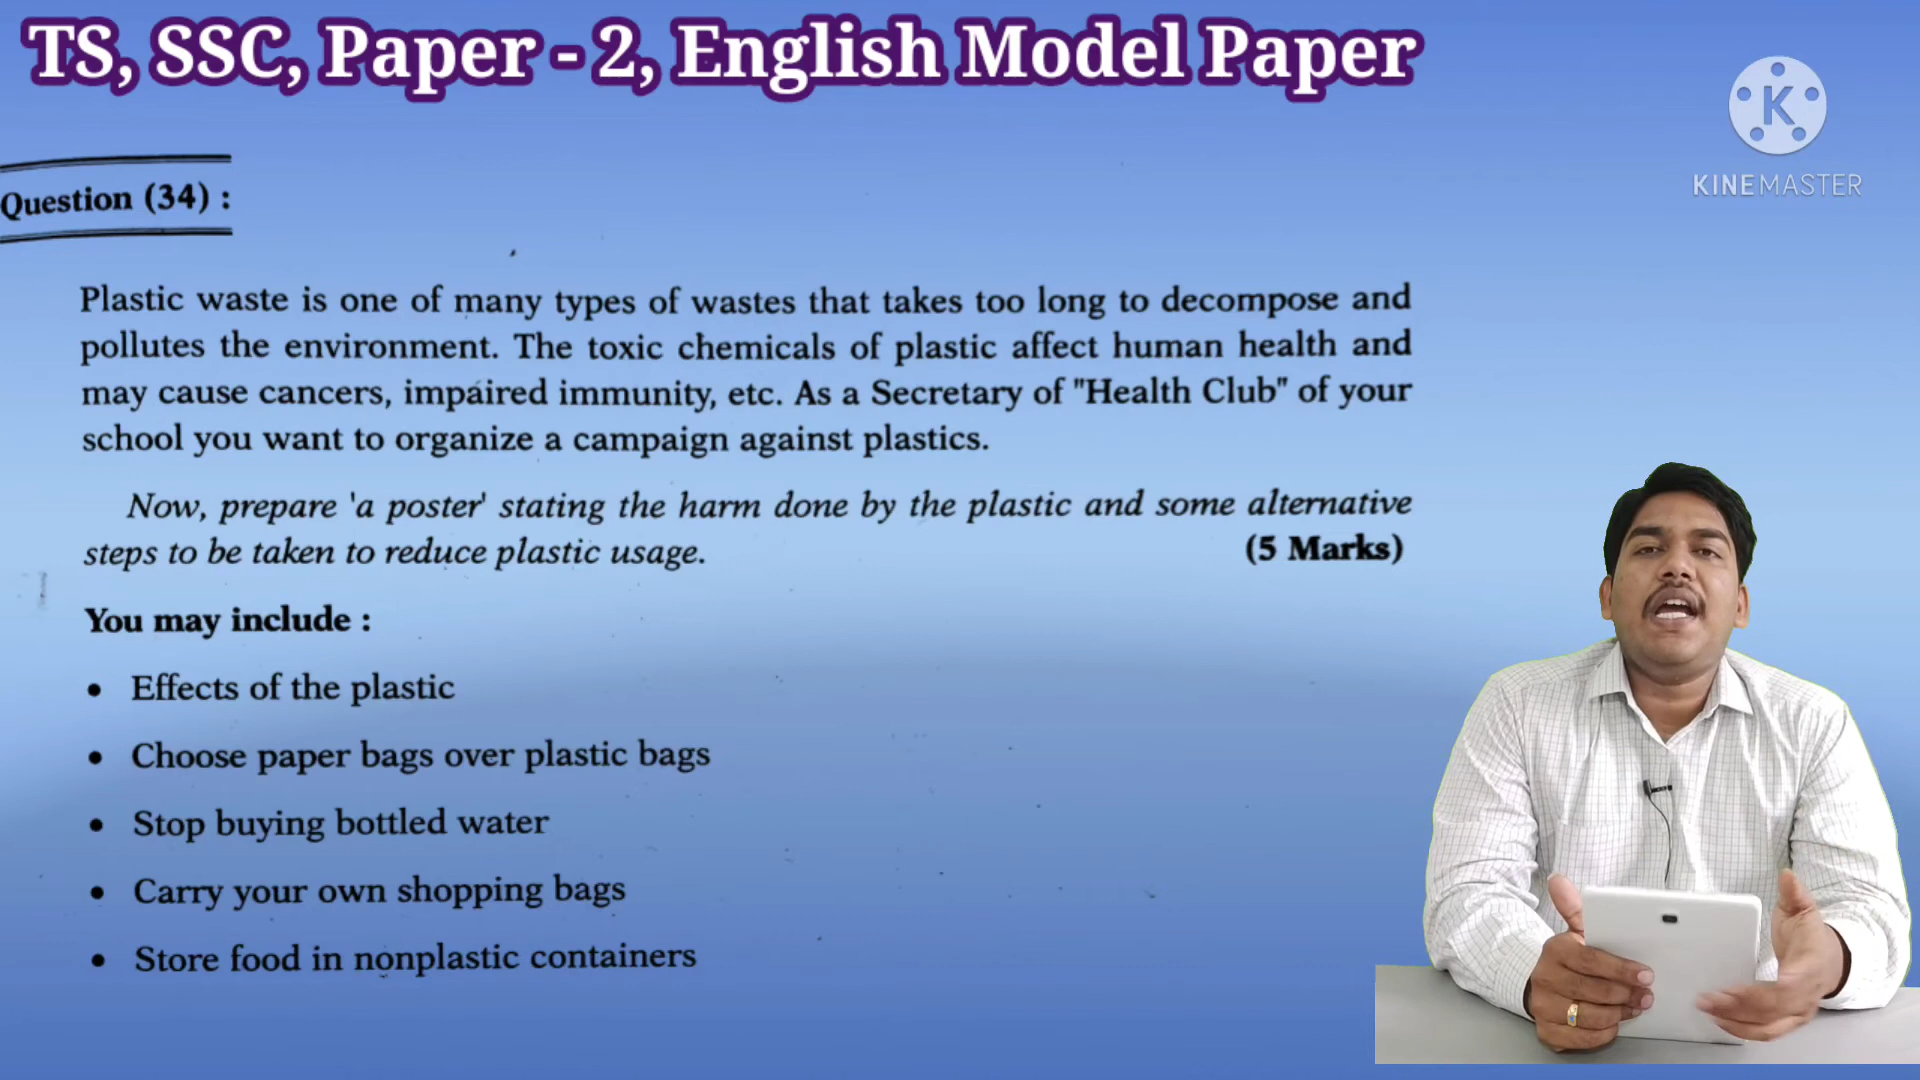 TS, SSC, Paper - 2, English Model Paper
K
KINEMASTER
Question (34) :
Plastic waste is one of many types of wastes that takes too long to decompose and
pollutes the environment. The toxic chemicals of plastic affect human health and
may cause cancers, impaired immunity, etc. As a Secretary of "Health Club" of your
school you want to organize a campaign against plastics.
Now, prepare 'a poster' stating the harm done by the plastic and some alternative
steps to be taken to reduce plastic usage.
(5 Marks)
You may include :
• Effects of the plastic
• Choose paper bags over plastic bags
• Stop buying bottled water
• Carry your own shopping bags
• Store food in nonplastic containers